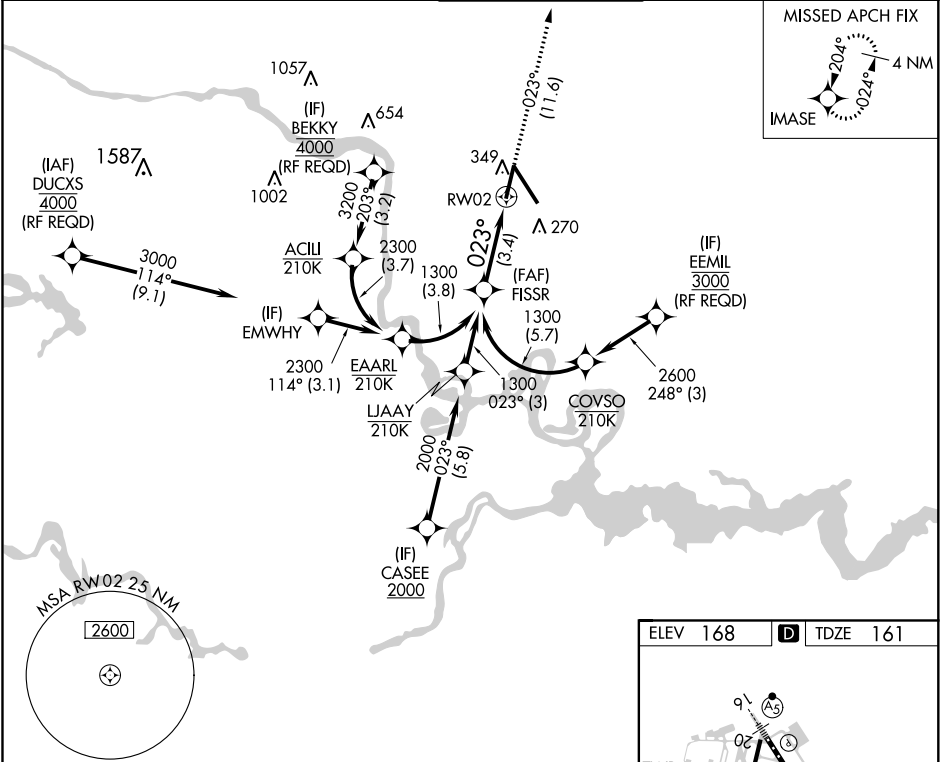 MISSED APCH FIX
204°
024°
4 NM
IMASE
023°
(11.6)
1057
(IF)
BEKKY
4000
(RF REQD)
654
1587
1002
(IAF)
DUCXS
4000
(RF REQD)
3000
114°
(9.1)
3200
203°
(3.2)
349
RW02
270
023°
(3.4)
ACILI
210K
2300
(3.7)
1300
(3.8)
(FAF)
FISSR
(IF)
EEMIL
3000
(RF REQD)
(IF)
EMWHY
2300
114° (3.1)
EAARL
210K
1300
(5.7)
LJAAY
210K
1300
023° (3)
COVSO
210K
2600
248° (3)
2000
023°
(5.8)
(IF)
CASEE
2000
MSA RW02 25 NM
2600
ELEV 168 D TDZE 161
16
A5
20
P